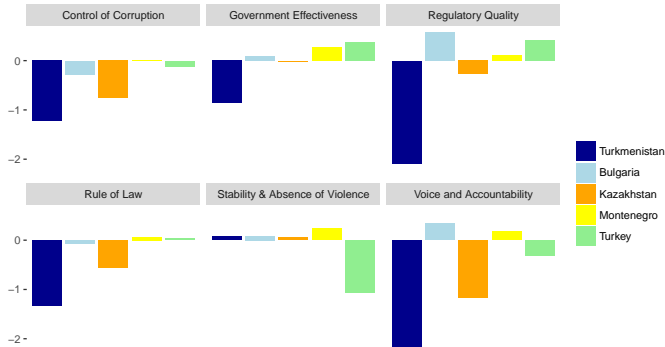 Control of Corruption
Government Effectiveness
Regulatory Quality
0
−1
−2
Rule of Law
Stability & Absence of Violence
Voice and Accountability
0
−1
−2
Turkmenistan
Bulgaria
Kazakhstan
Montenegro
Turkey